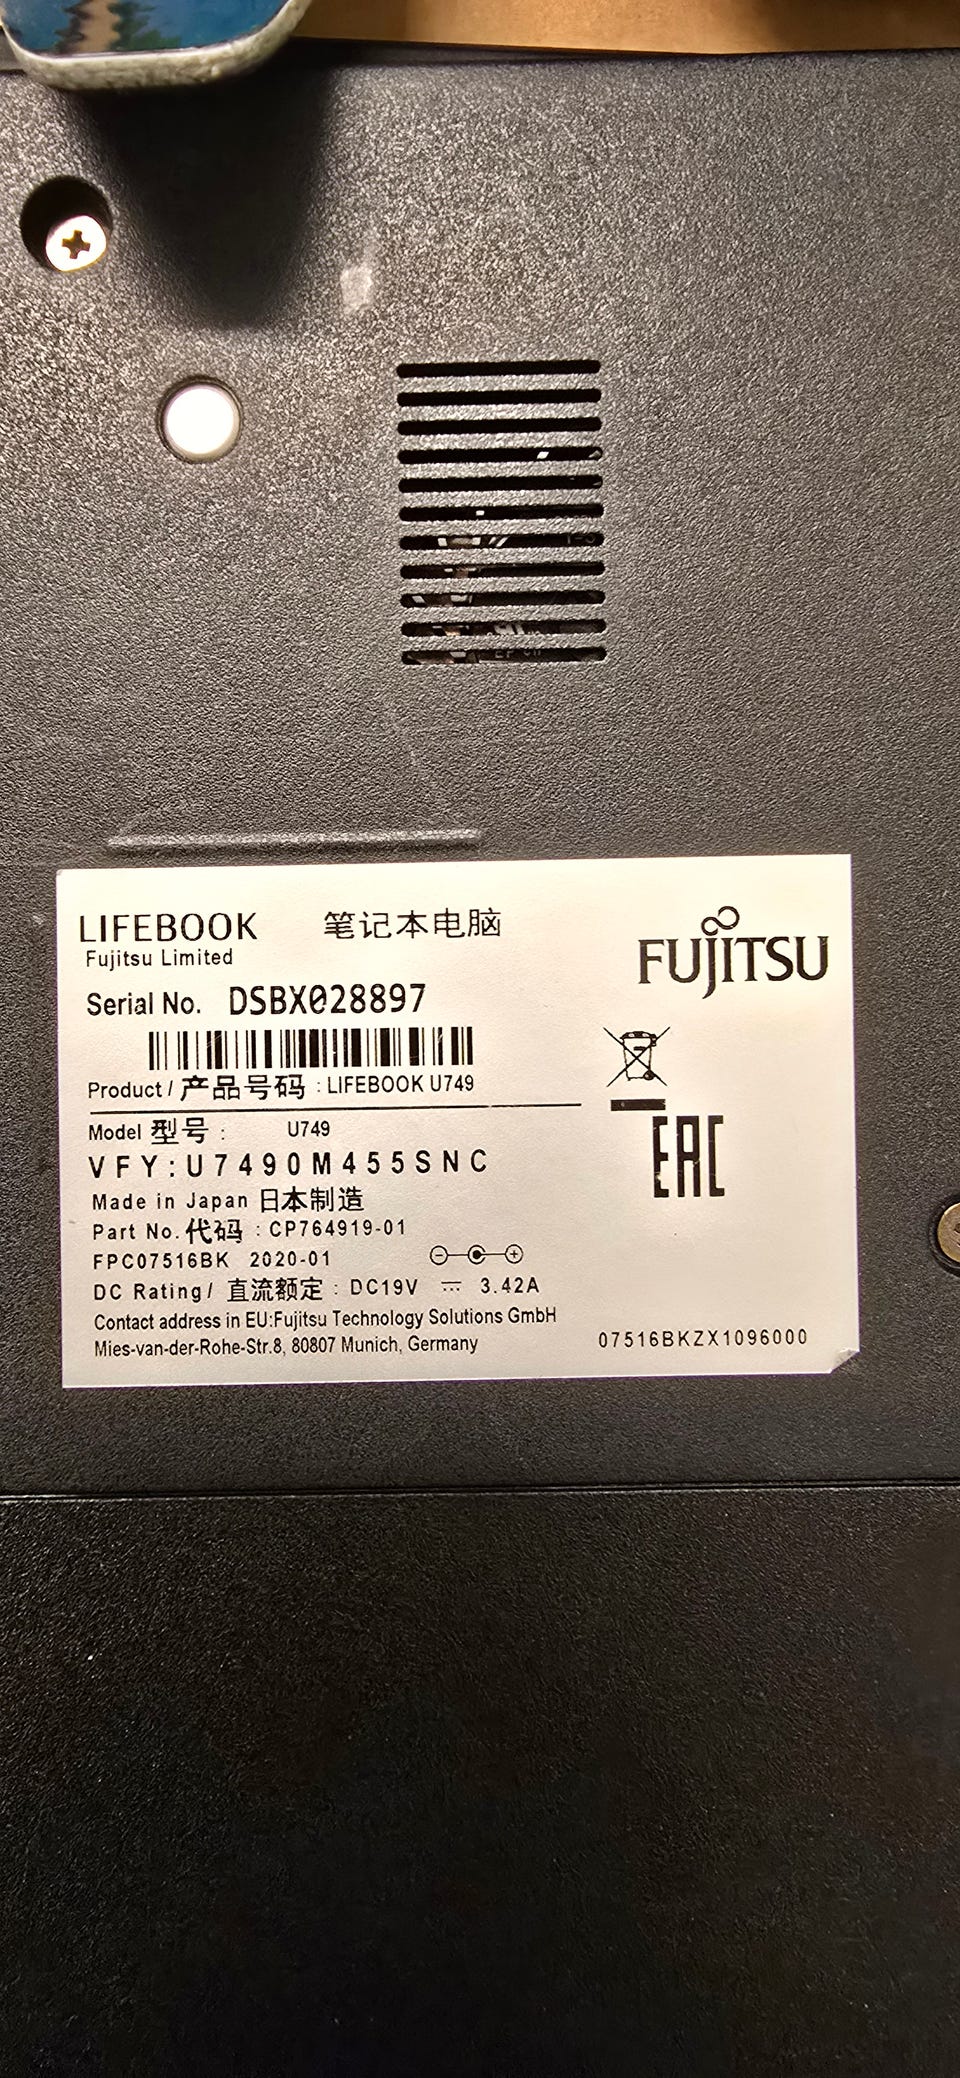 LIFEBOOK 笔记本电脑
Fujitsu Limited
FUJITSU
Serial No. DSBX028897
Product / 产品号码 : LIFEBOOK U749
Model 型号 : U749
VFY:U7490M455SNC
Made in Japan 日本制造
Part No. 代码 : CP764919-01
FPC07516BK 2020-01
DC Rating/ 直流额定 : DC19V ⎓ 3.42A
Contact address in EU:Fujitsu Technology Solutions GmbH
Mies-van-der-Rohe-Str.8, 80807 Munich, Germany
EAC
07516BKZX1096000